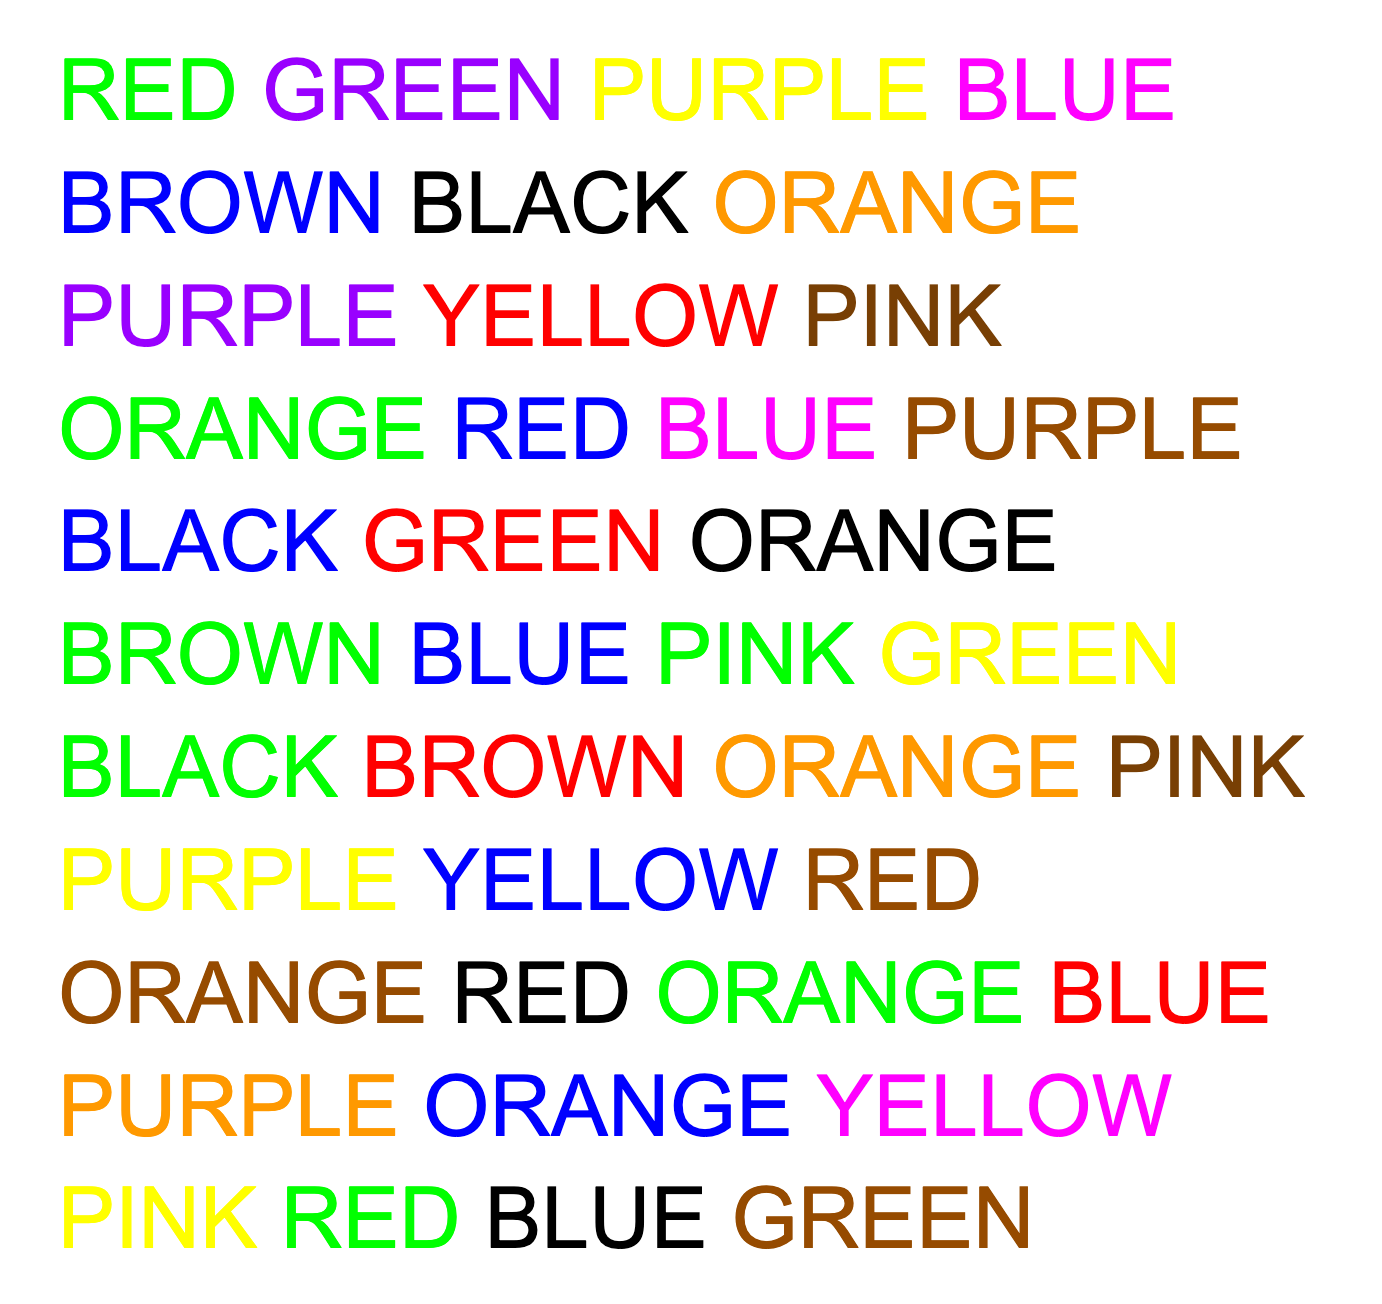 RED GREEN PURPLE BLUE
BROWN BLACK ORANGE
PURPLE YELLOW PINK
ORANGE RED BLUE PURPLE
BLACK GREEN ORANGE
BROWN BLUE PINK GREEN
BLACK BROWN ORANGE PINK
PURPLE YELLOW RED
ORANGE RED ORANGE BLUE
PURPLE ORANGE YELLOW
PINK RED BLUE GREEN